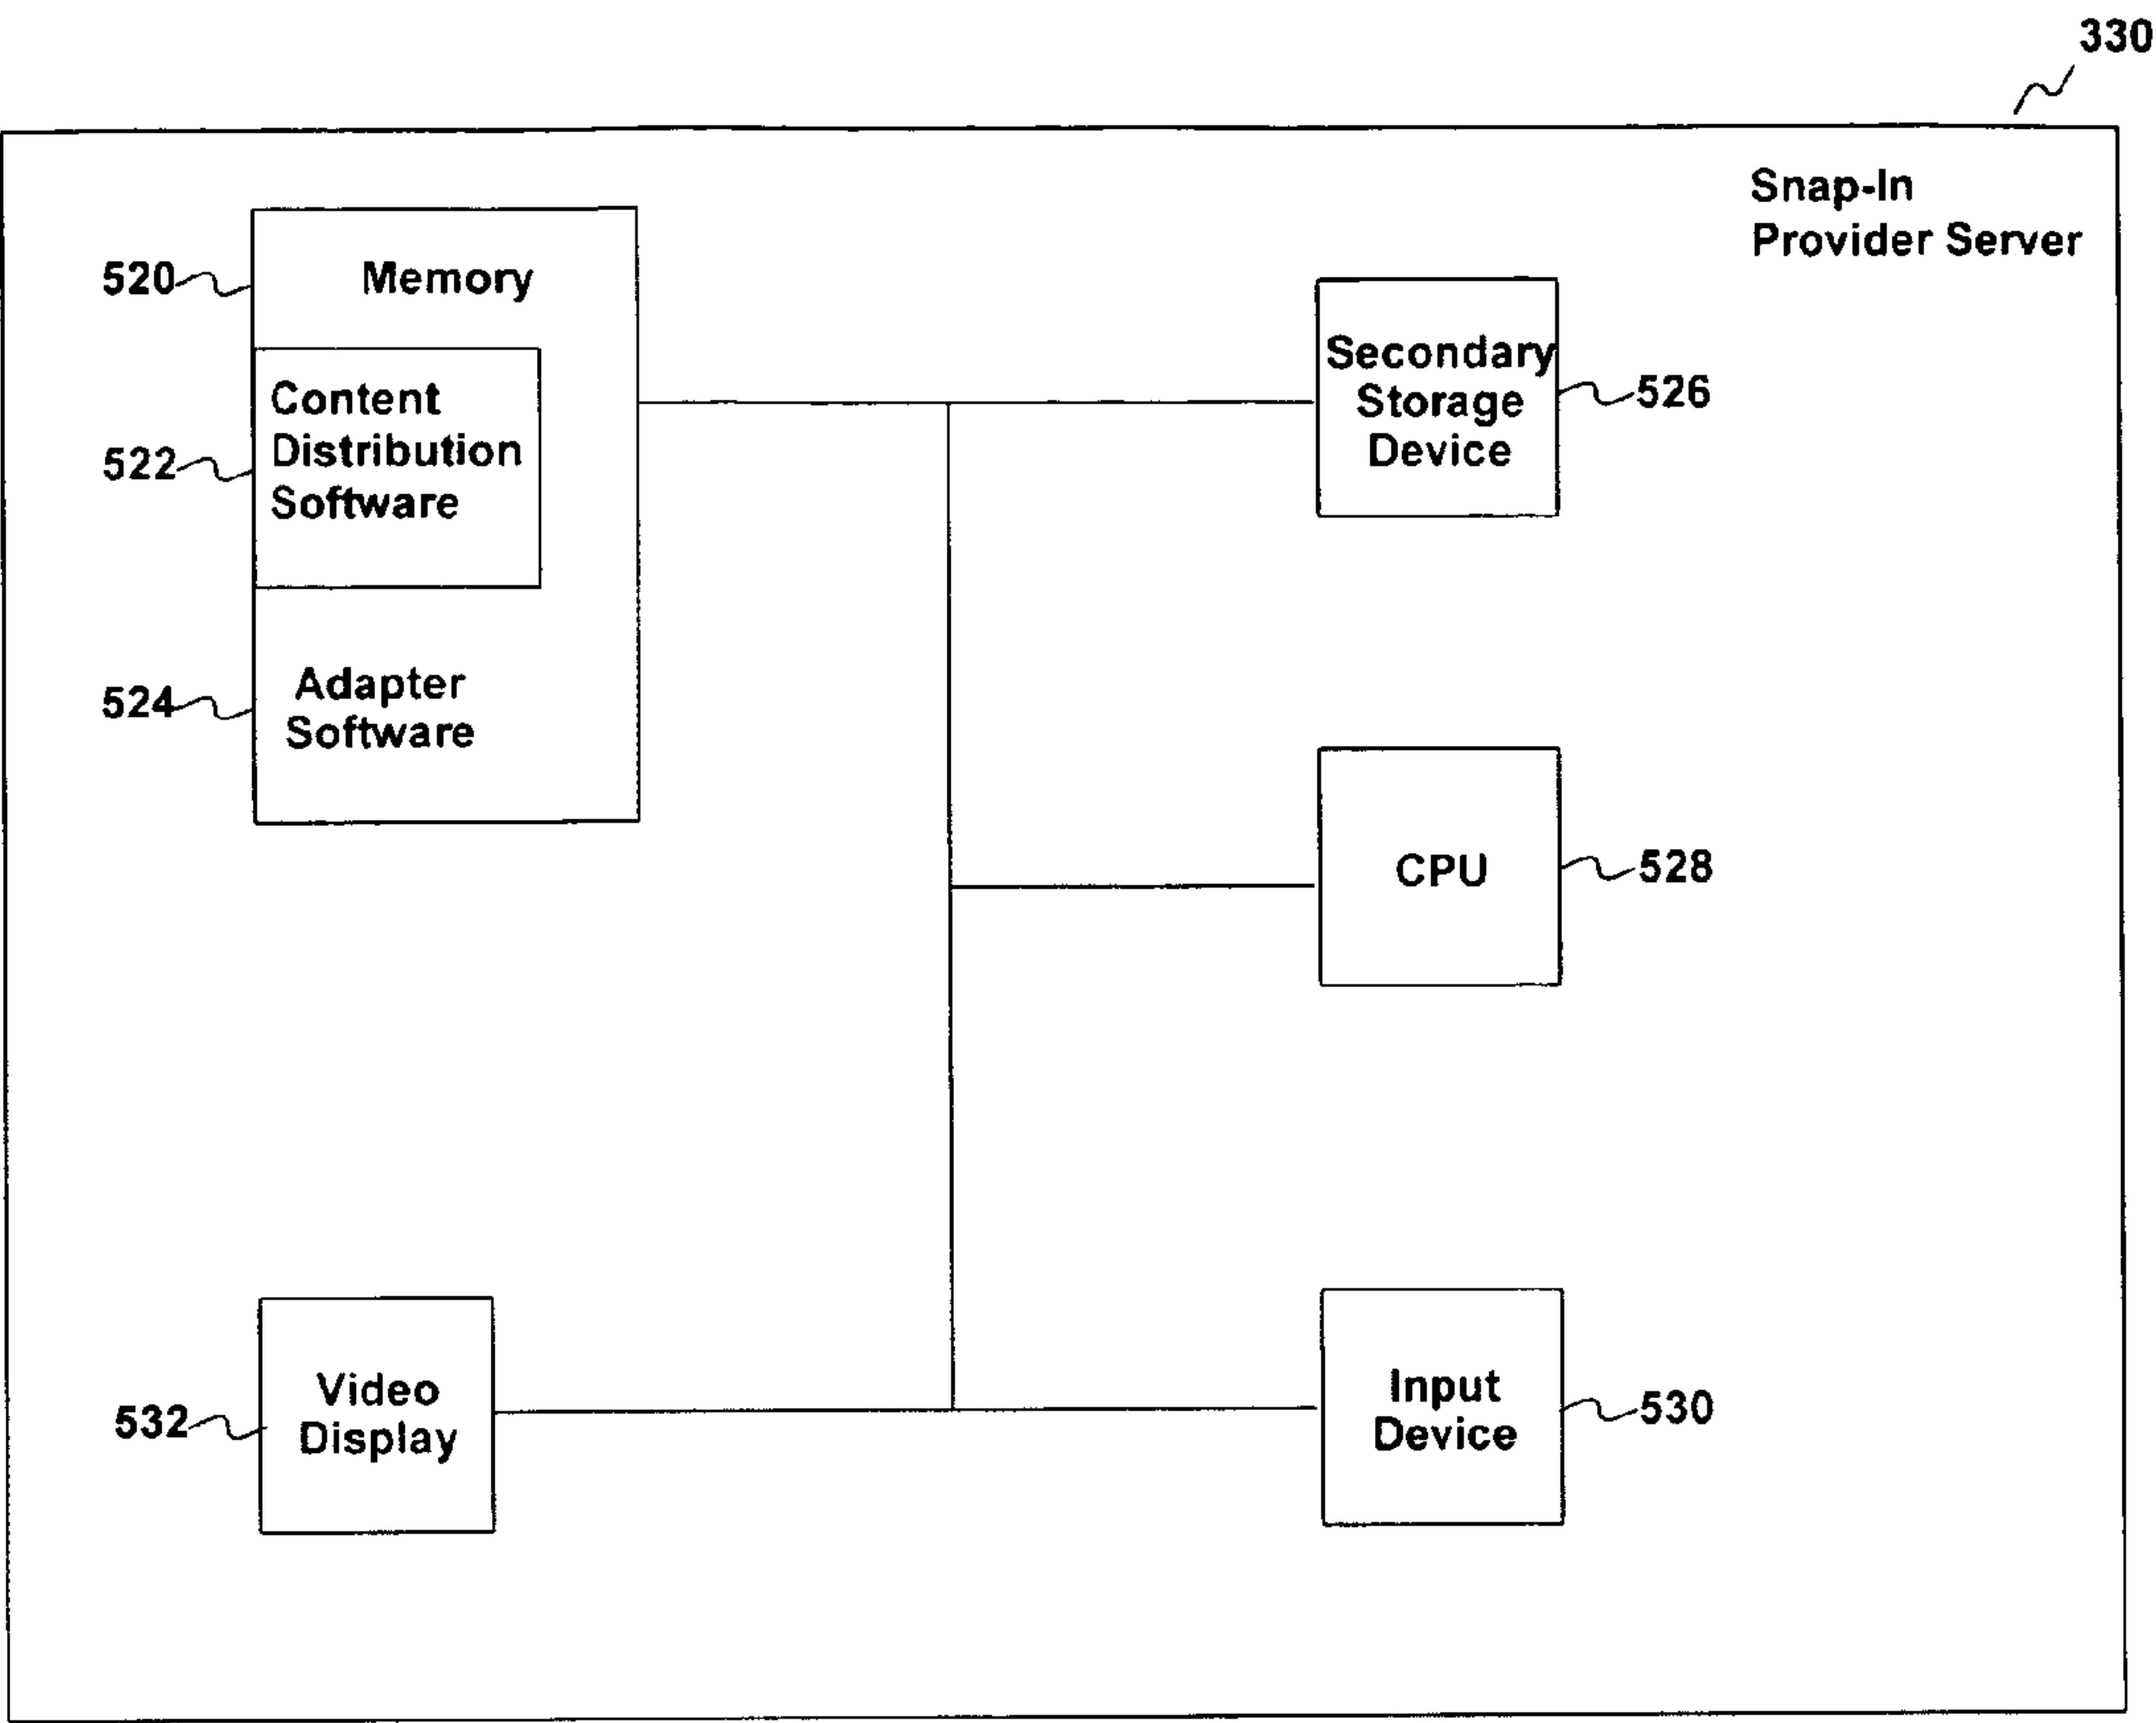 330
Snap-In
Provider Server
520
Memory
Content
Distribution
Software
522
524
Adapter
Software
Secondary
Storage
Device
526
CPU
528
532
Video
Display
Input
Device
530